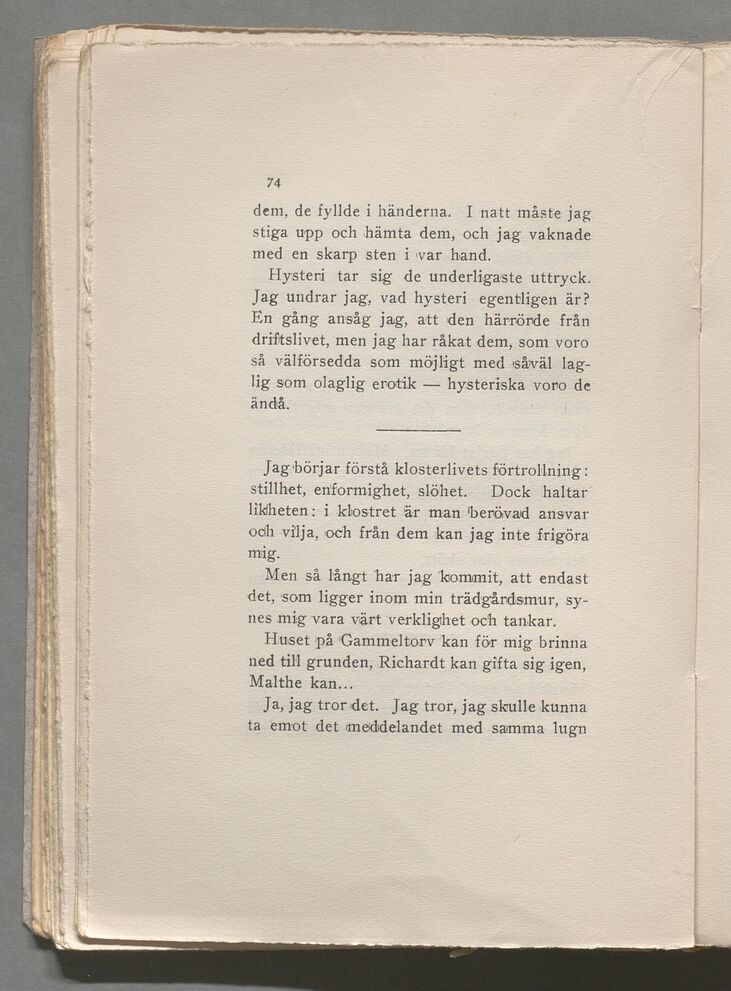 74
dem, de fyllde i händerna. I natt måste jag
stiga upp och hämta dem, och jag vaknade
med en skarp sten i var hand.
Hysteri tar sig de underligaste uttryck.
Jag undrar jag, vad hysteri egentligen är?
En gång ansåg jag, att den härrörde från
driftslivet, men jag har råkat dem, som voro
så välförsedda som möjligt med såväl lag-
lig som olaglig erotik — hysteriska voro de
ändå.
Jag börjar förstå klosterlivets förtrollning:
stillhet, enformighet, slöhet. Dock haltar
likheten: i klostret är man berövad ansvar
och vilja, och från dem kan jag inte frigöra
mig.
Men så långt har jag kommit, att endast
det, som ligger inom min trädgårdsmur, sy-
nes mig vara värt verklighet och tankar.
Huset på Gammeltorv kan för mig brinna
ned till grunden, Richardt kan gifta sig igen,
Malthe kan...
Ja, jag tror det. Jag tror, jag skulle kunna
ta emot det meddelandet med samma lugn